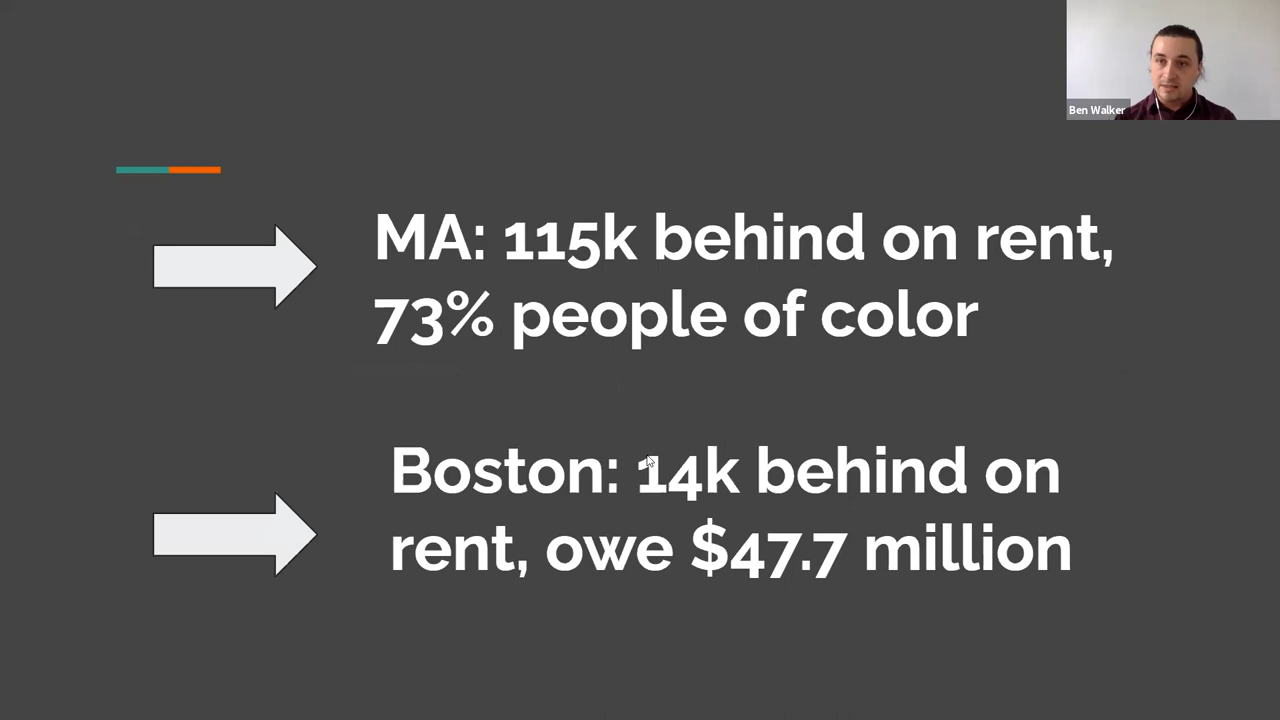 Ben Walker
MA: 115k behind on rent,
73% people of color
Boston: 14k behind on
rent, owe $47.7 million